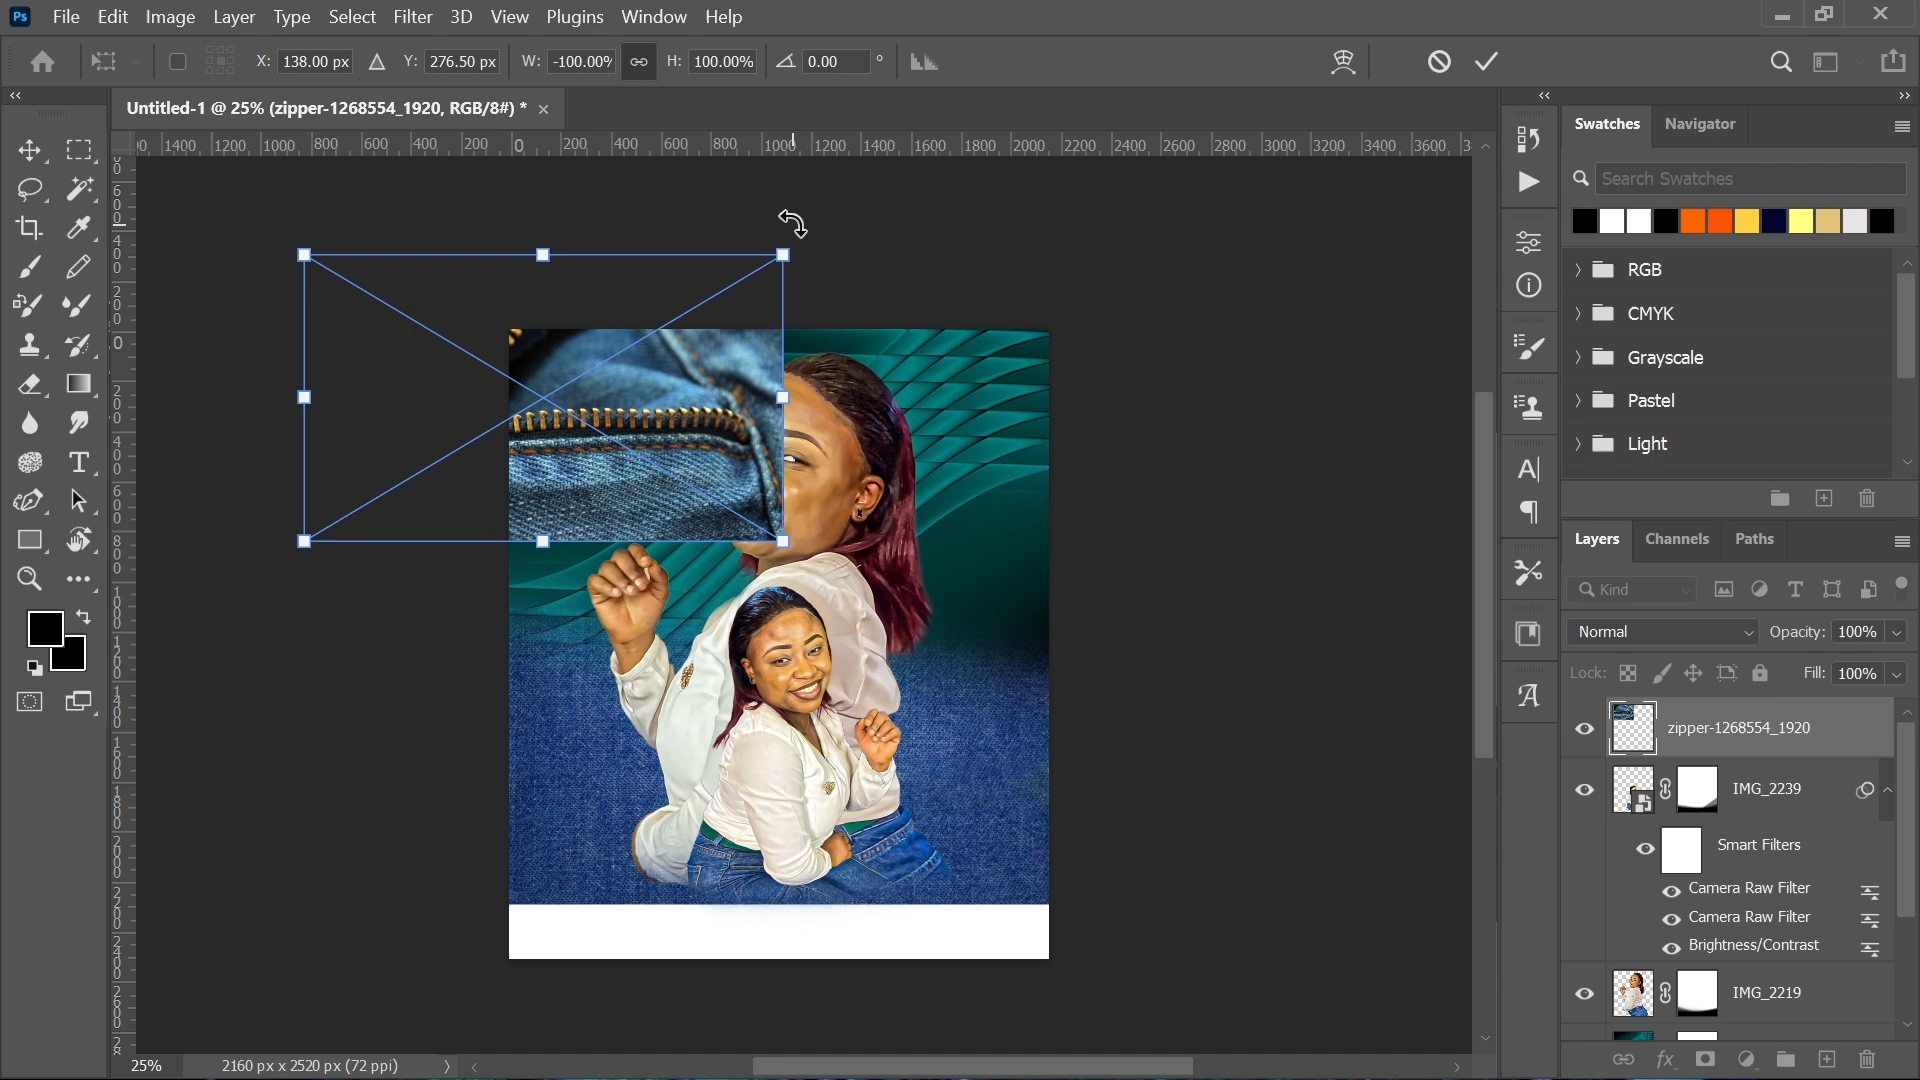 Ps File Edit Image Layer Type Select Filter 3D View Plugins Window Help
X: 138.00 px Y: 276.50 px W: -100.00% H: 100.00% 0.00 °
Untitled-1 @ 25% (zipper-1268554_1920, RGB/8#) *
1400 1200 1000 800 600 400 200 0 200 400 600 800 1000 1200 1400 1600 1800 2000 2200 2400 2600 2800 3000 3200 3400 3600
Swatches Navigator
Search Swatches
RGB
CMYK
Grayscale
Pastel
Light
Layers Channels Paths
Kind
Normal Opacity: 100%
Lock: Fill: 100%
zipper-1268554_1920
IMG_2239
Smart Filters
Camera Raw Filter
Camera Raw Filter
Brightness/Contrast
IMG_2219
fx
25% 2160 px x 2520 px (72 ppi)